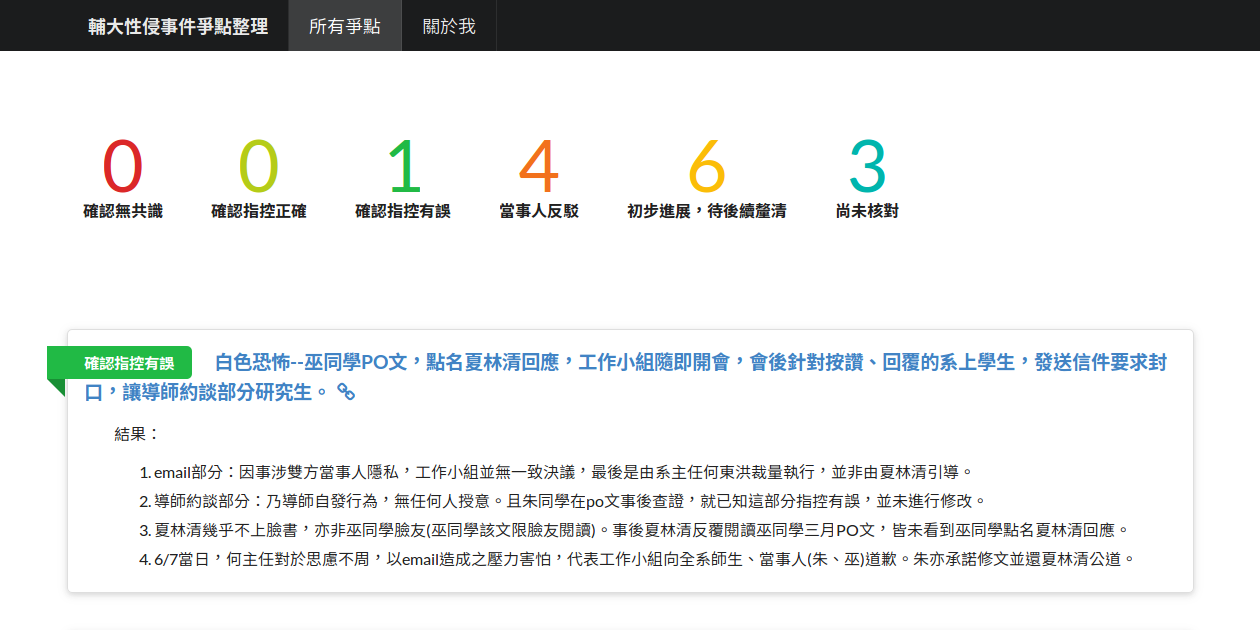 輔大性侵事件爭點整理 所有爭點 關於我
0 0 1 4 6 3
確認無共識 確認指控正確 確認指控有誤 當事人反駁 初步進展，待後續釐清 尚未核對
確認指控有誤 白色恐怖--巫同學PO文，點名夏林清回應，工作小組隨即開會，會後針對按讚、回覆的系上學生，發送信件要求封
口，讓導師約談部分研究生。
結果：
1. email部分：因事涉雙方當事人隱私，工作小組並無一致決議，最後是由系主任何東洪裁量執行，並非由夏林清引導。
2. 導師約談部分：乃導師自發行為，無任何人授意。且朱同學在po文事後查證，就已知這部分指控有誤，並未進行修改。
3. 夏林清幾乎不上臉書，亦非巫同學臉友(巫同學該文限臉友閱讀)。事後夏林清反覆閱讀巫同學三月PO文，皆未看到巫同學點名夏林清回應。
4. 6/7當日，何主任對於思慮不周，以email造成之壓力害怕，代表工作小組向全系師生、當事人(朱、巫)道歉。朱亦承諾修文並還夏林清公道。